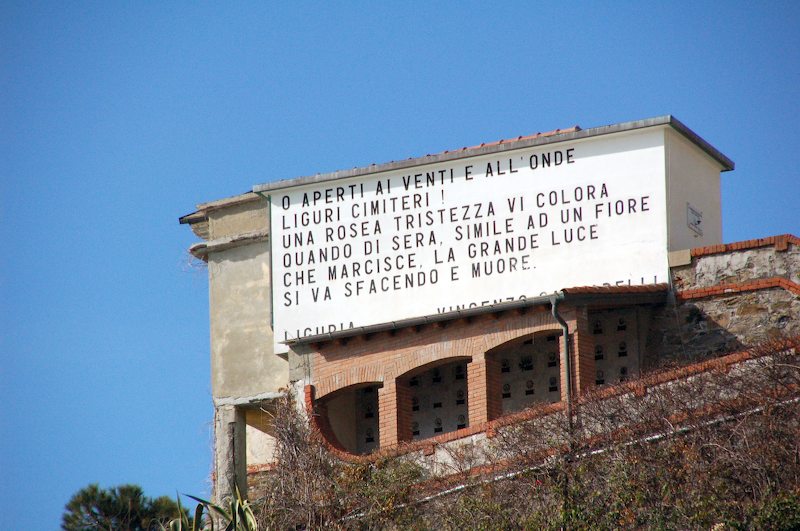 O APERTI AI VENTI E ALL'ONDE
LIGURI CIMITERI !
UNA ROSEA TRISTEZZA VI COLORA
QUANDO DI SERA, SIMILE AD UN FIORE
CHE MARCISCE, LA GRANDE LUCE
SI VA SFACENDO E MUORE.
LIGURIA VINCENZO